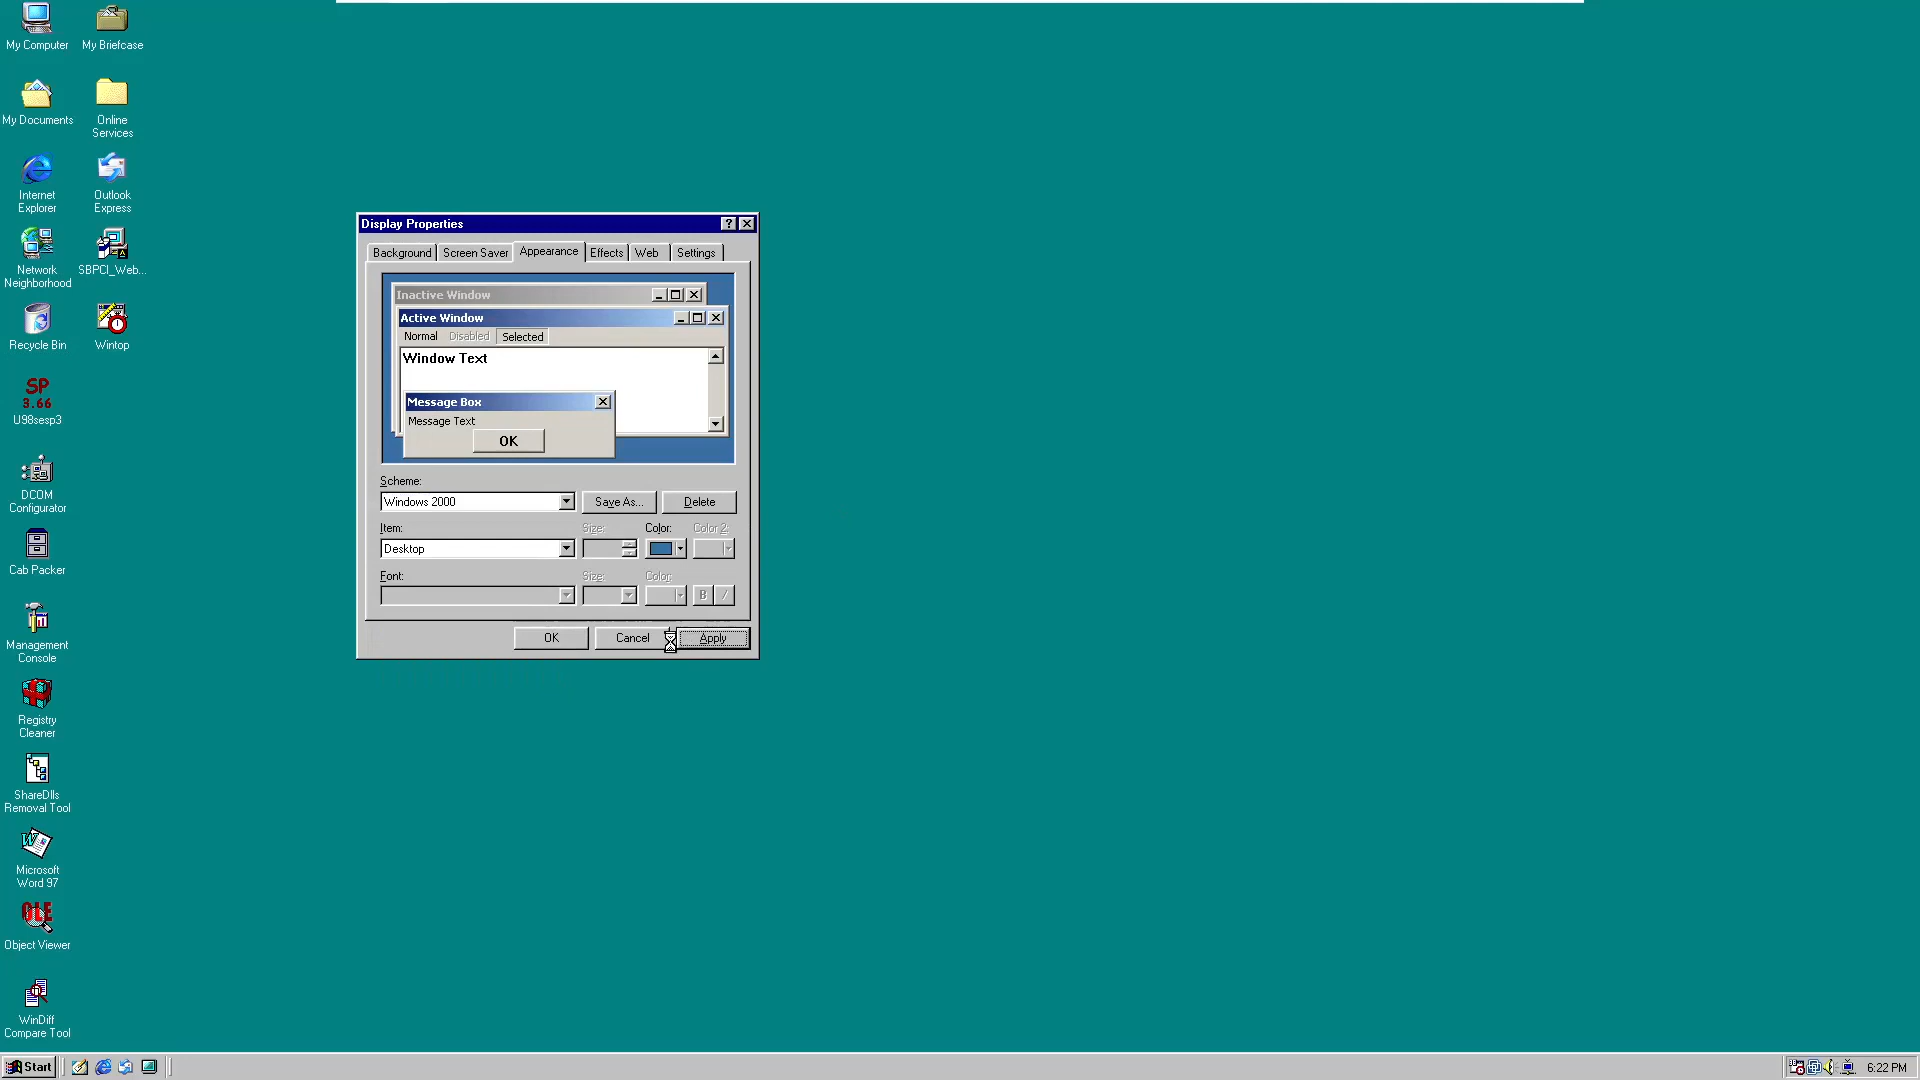 My Computer
My Briefcase
My Documents
Online
Services
Internet
Explorer
Outlook
Express
Network
Neighborhood
SBPCI_Web...
Recycle Bin
Wintop
SP
3.66
U98sesp3
DCOM
Configurator
Cab Packer
Management
Console
Registry
Cleaner
ShareDlls
Removal Tool
Microsoft
Word 97
OLE
Object Viewer
WinDiff
Compare Tool
Display Properties
Background
Screen Saver
Appearance
Effects
Web
Settings
Inactive Window
Active Window
Normal
Disabled
Selected
Window Text
Message Box
Message Text
OK
Scheme:
Windows 2000
Save As...
Delete
Item:
Size:
Color:
Color 2:
Desktop
Font:
Size:
Color:
B
/
OK
Cancel
Apply
Start
6:22 PM